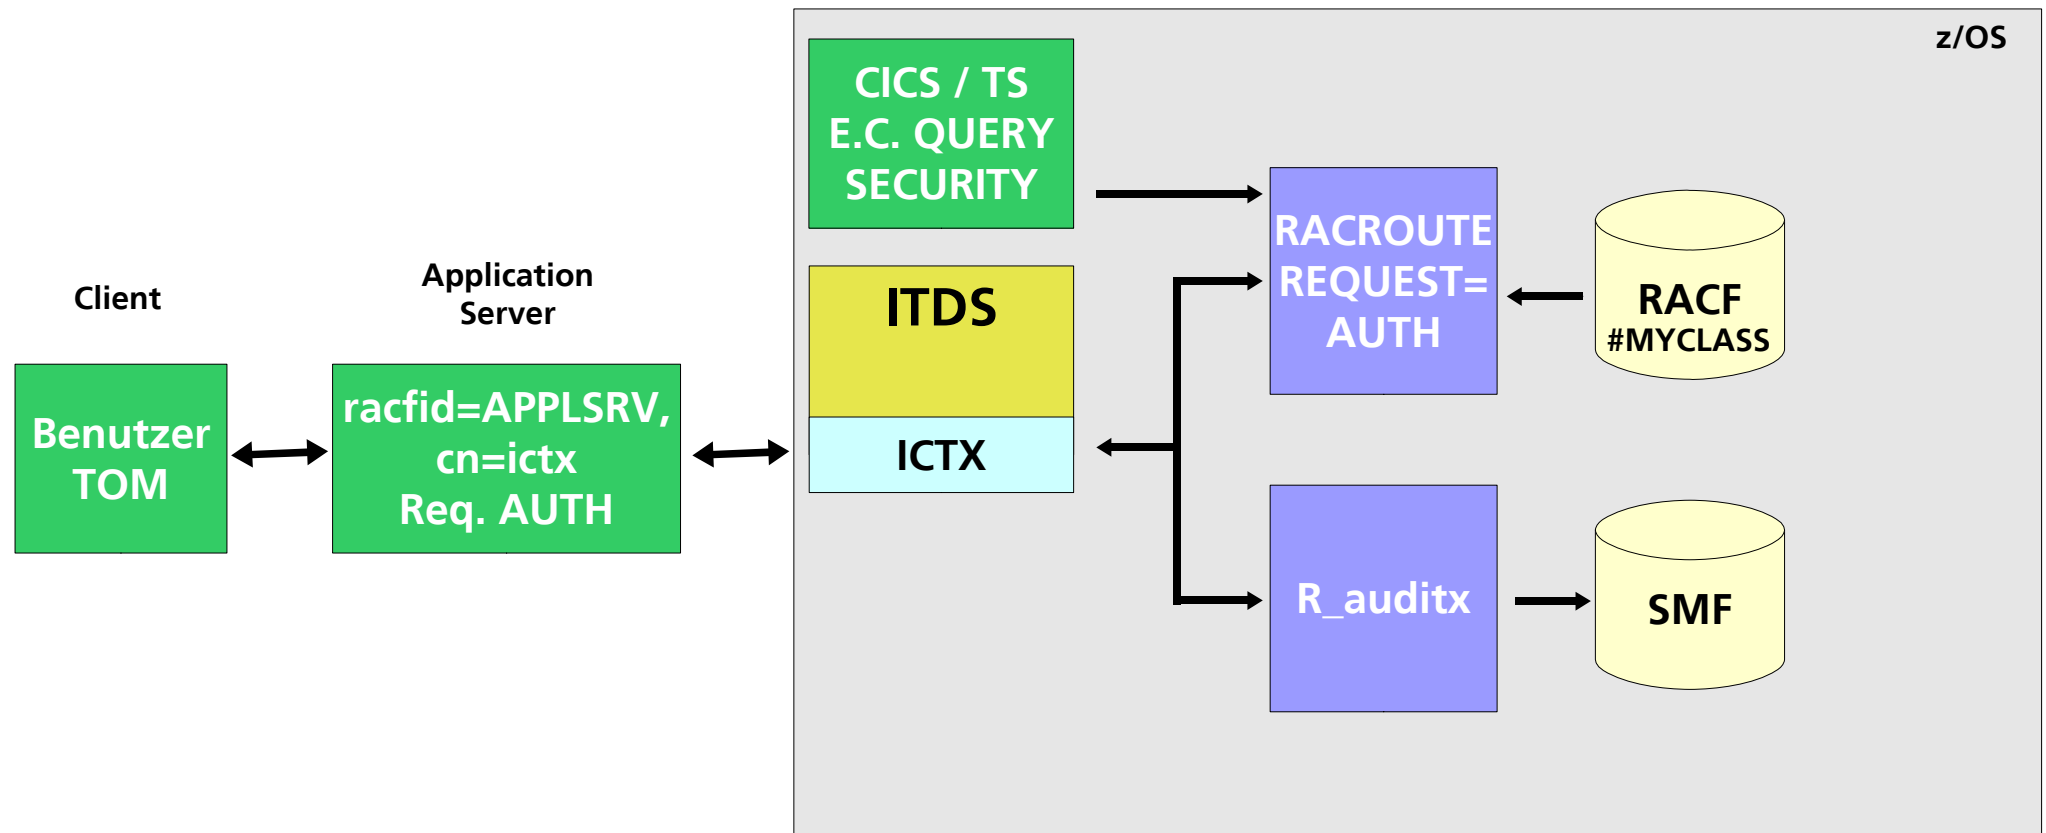 z/OS
CICS / TS
E.C. QUERY
SECURITY
RACROUTE
REQUEST=
AUTH
RACF
#MYCLASS
Client
Application
Server
ITDS
ICTX
Benutzer
TOM
racfid=APPLSRV,
cn=ictx
Req. AUTH
R_auditx
SMF